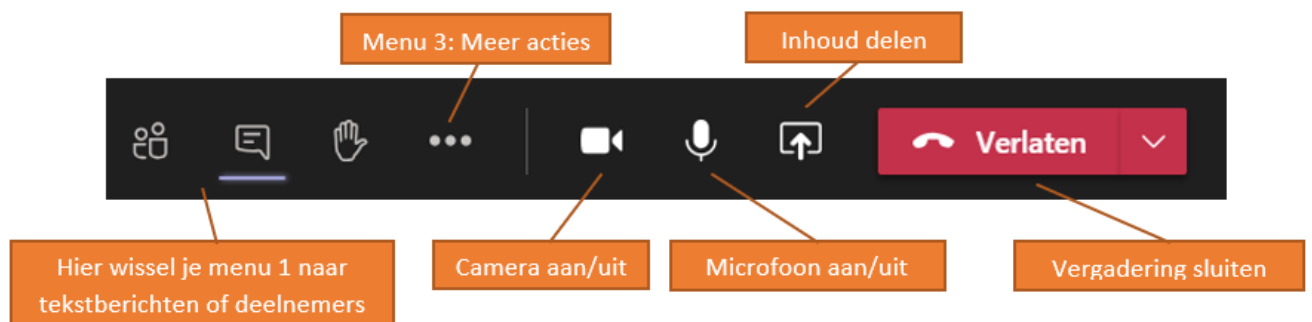 Menu 3: Meer acties
Inhoud delen
Verlaten
Hier wissel je menu 1 naar
tekstberichten of deelnemers
Camera aan/uit
Microfoon aan/uit
Vergadering sluiten